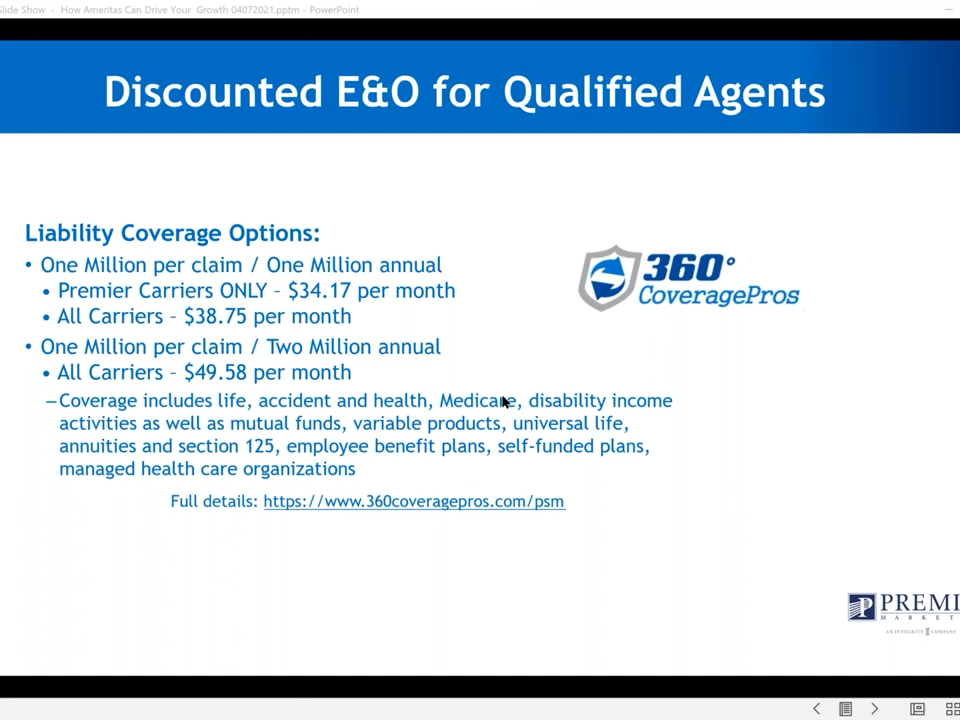 Slide Show - How Ameritas Can Drive Your Growth 04072021.pptm - PowerPoint
Discounted E&O for Qualified Agents
Liability Coverage Options:
• One Million per claim / One Million annual
• Premier Carriers ONLY – $34.17 per month
• All Carriers – $38.75 per month
• One Million per claim / Two Million annual
• All Carriers – $49.58 per month
–Coverage includes life, accident and health, Medicare, disability income
activities as well as mutual funds, variable products, universal life,
annuities and section 125, employee benefit plans, self-funded plans,
managed health care organizations
Full details: https://www.360coveragepros.com/psm
360°
CoveragePros
PREMI
MARKET
AN INTEGRITY COMPANY